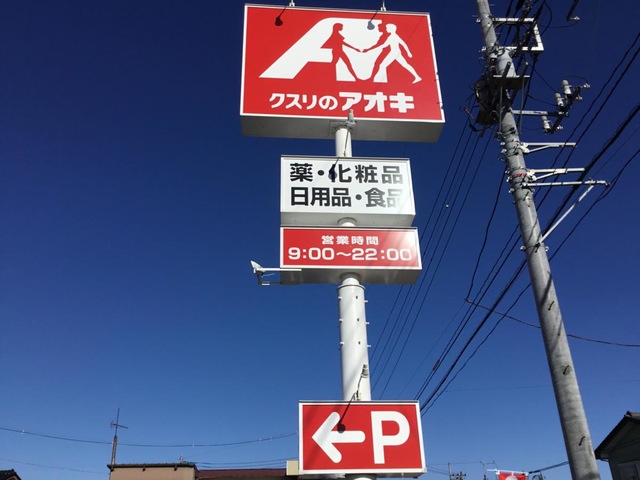 クスリのアオキ
薬・化粧品
日用品・食品
営業時間
9:00～22:00
←P